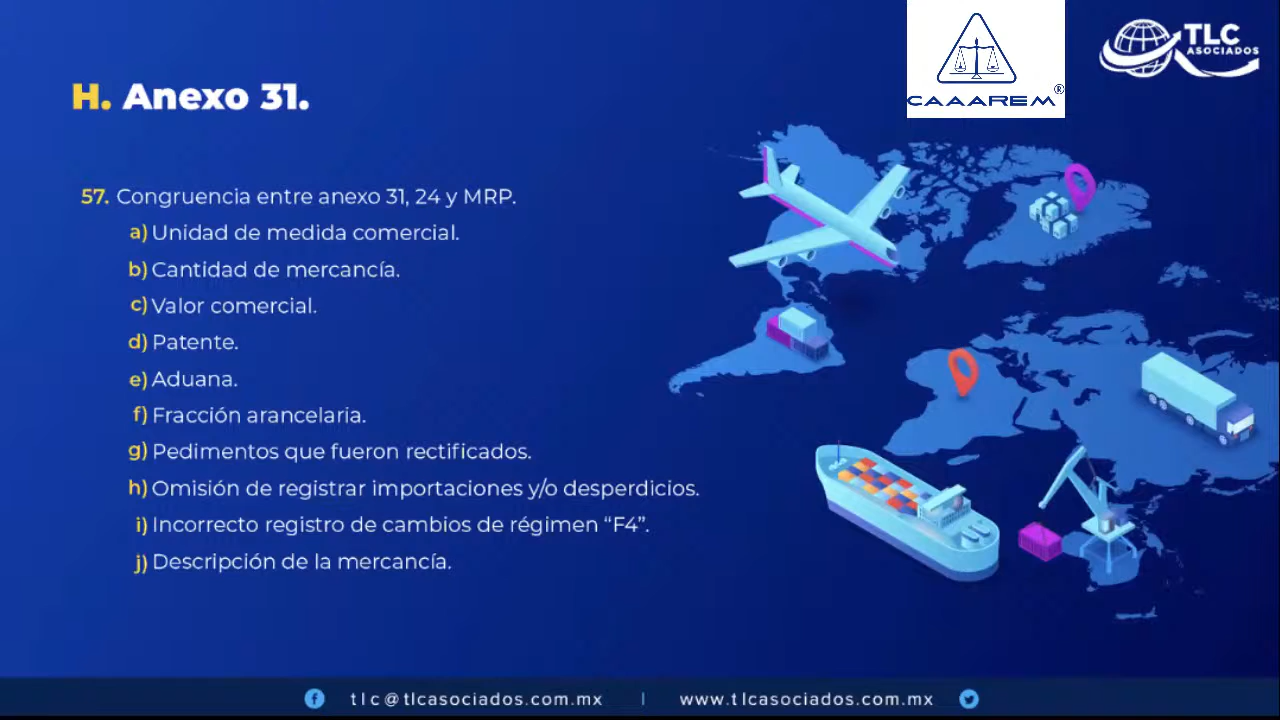 CAAAREM®
TLC
ASOCIADOS
H. Anexo 31.
57. Congruencia entre anexo 31, 24 y MRP.
a) Unidad de medida comercial.
b) Cantidad de mercancía.
c) Valor comercial.
d) Patente.
e) Aduana.
f) Fracción arancelaria.
g) Pedimentos que fueron rectificados.
h) Omisión de registrar importaciones y/o desperdicios.
i) Incorrecto registro de cambios de régimen “F4”.
j) Descripción de la mercancía.
tlc@tlcasociados.com.mx | www.tlcasociados.com.mx